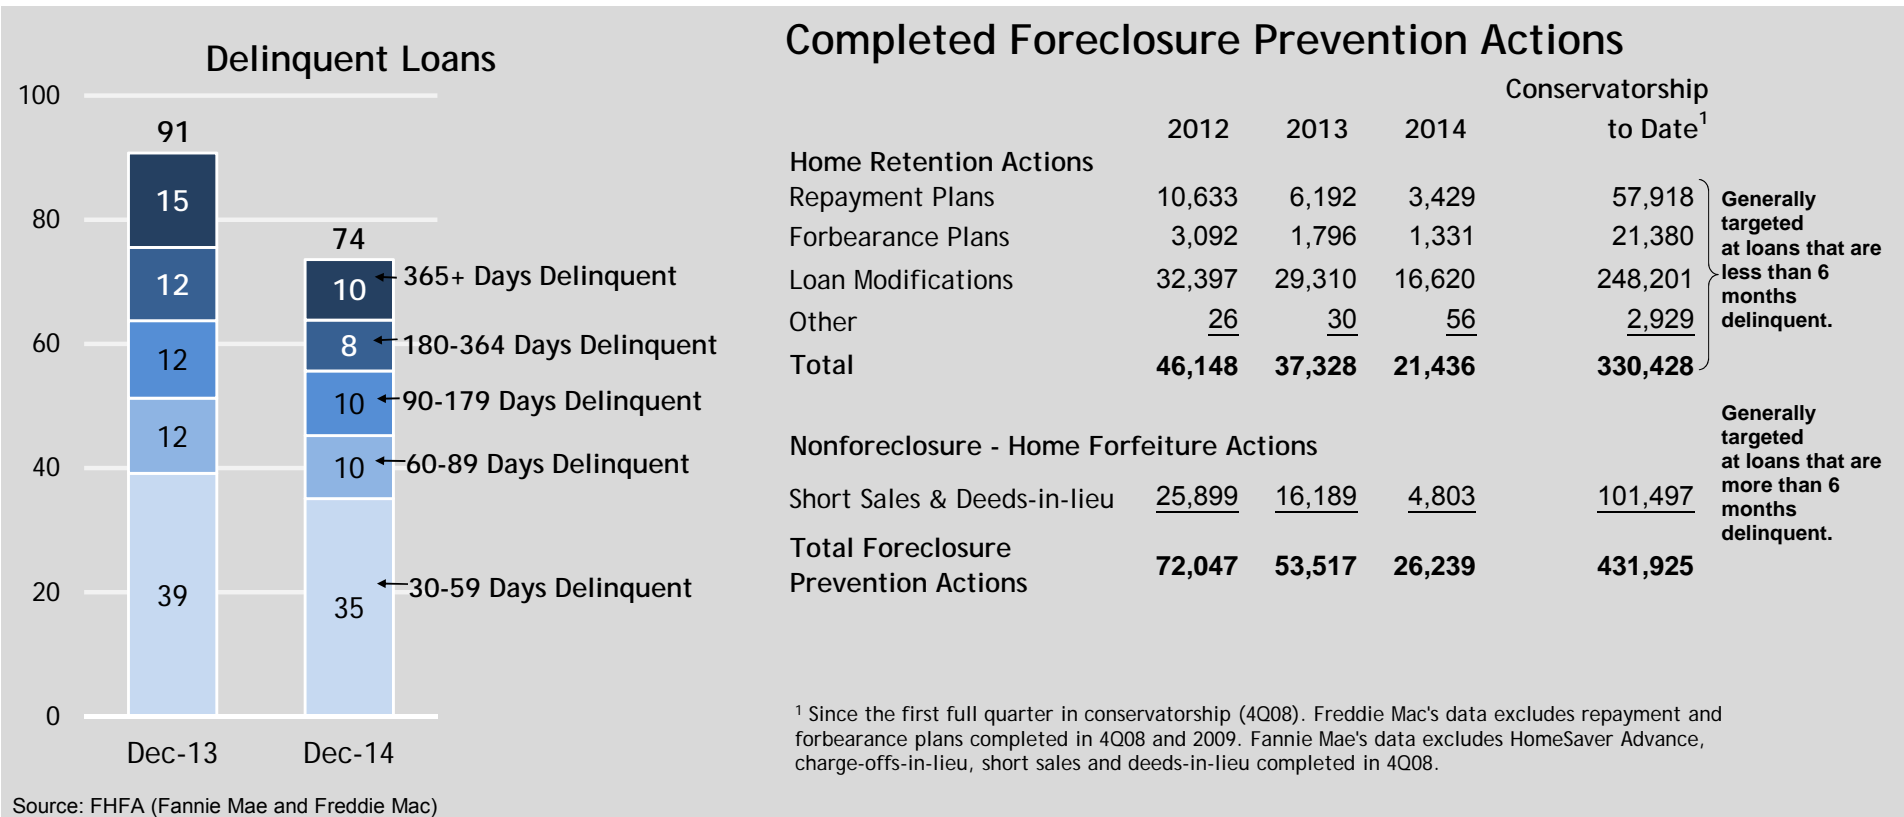 Delinquent Loans
100
80
60
40
20
0
91
15
12
12
12
39
74
10
8
10
10
35
365+ Days Delinquent
180-364 Days Delinquent
90-179 Days Delinquent
60-89 Days Delinquent
30-59 Days Delinquent
Dec-13 Dec-14
Source: FHFA (Fannie Mae and Freddie Mac)
Completed Foreclosure Prevention Actions
Conservatorship
2012 2013 2014 to Date1
Home Retention Actions
Repayment Plans 10,633 6,192 3,429 57,918
Forbearance Plans 3,092 1,796 1,331 21,380
Loan Modifications 32,397 29,310 16,620 248,201
Other 26 30 56 2,929
Total 46,148 37,328 21,436 330,428
Generally
targeted
at loans that are
less than 6
months
delinquent.
Nonforeclosure - Home Forfeiture Actions
Short Sales & Deeds-in-lieu 25,899 16,189 4,803 101,497
Total Foreclosure
Prevention Actions 72,047 53,517 26,239 431,925
Generally
targeted
at loans that are
more than 6
months
delinquent.
1 Since the first full quarter in conservatorship (4Q08). Freddie Mac's data excludes repayment and
forbearance plans completed in 4Q08 and 2009. Fannie Mae's data excludes HomeSaver Advance,
charge-offs-in-lieu, short sales and deeds-in-lieu completed in 4Q08.